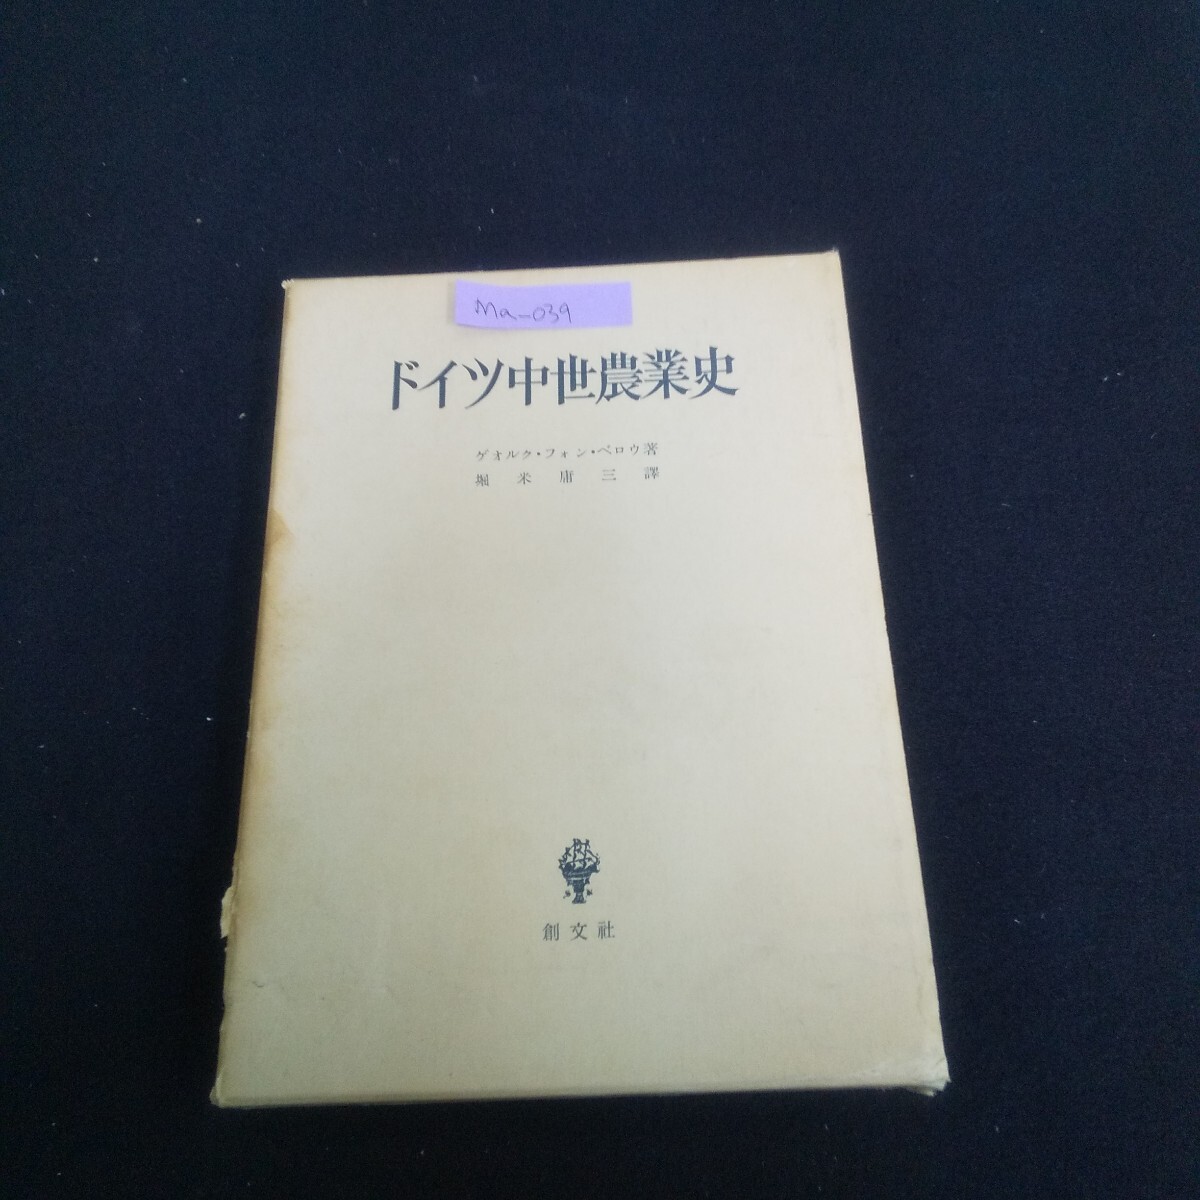 Ma-039
ドイツ中世農業史
ゲオルク・フォン・ベロウ著
堀米庸三譯
創文社